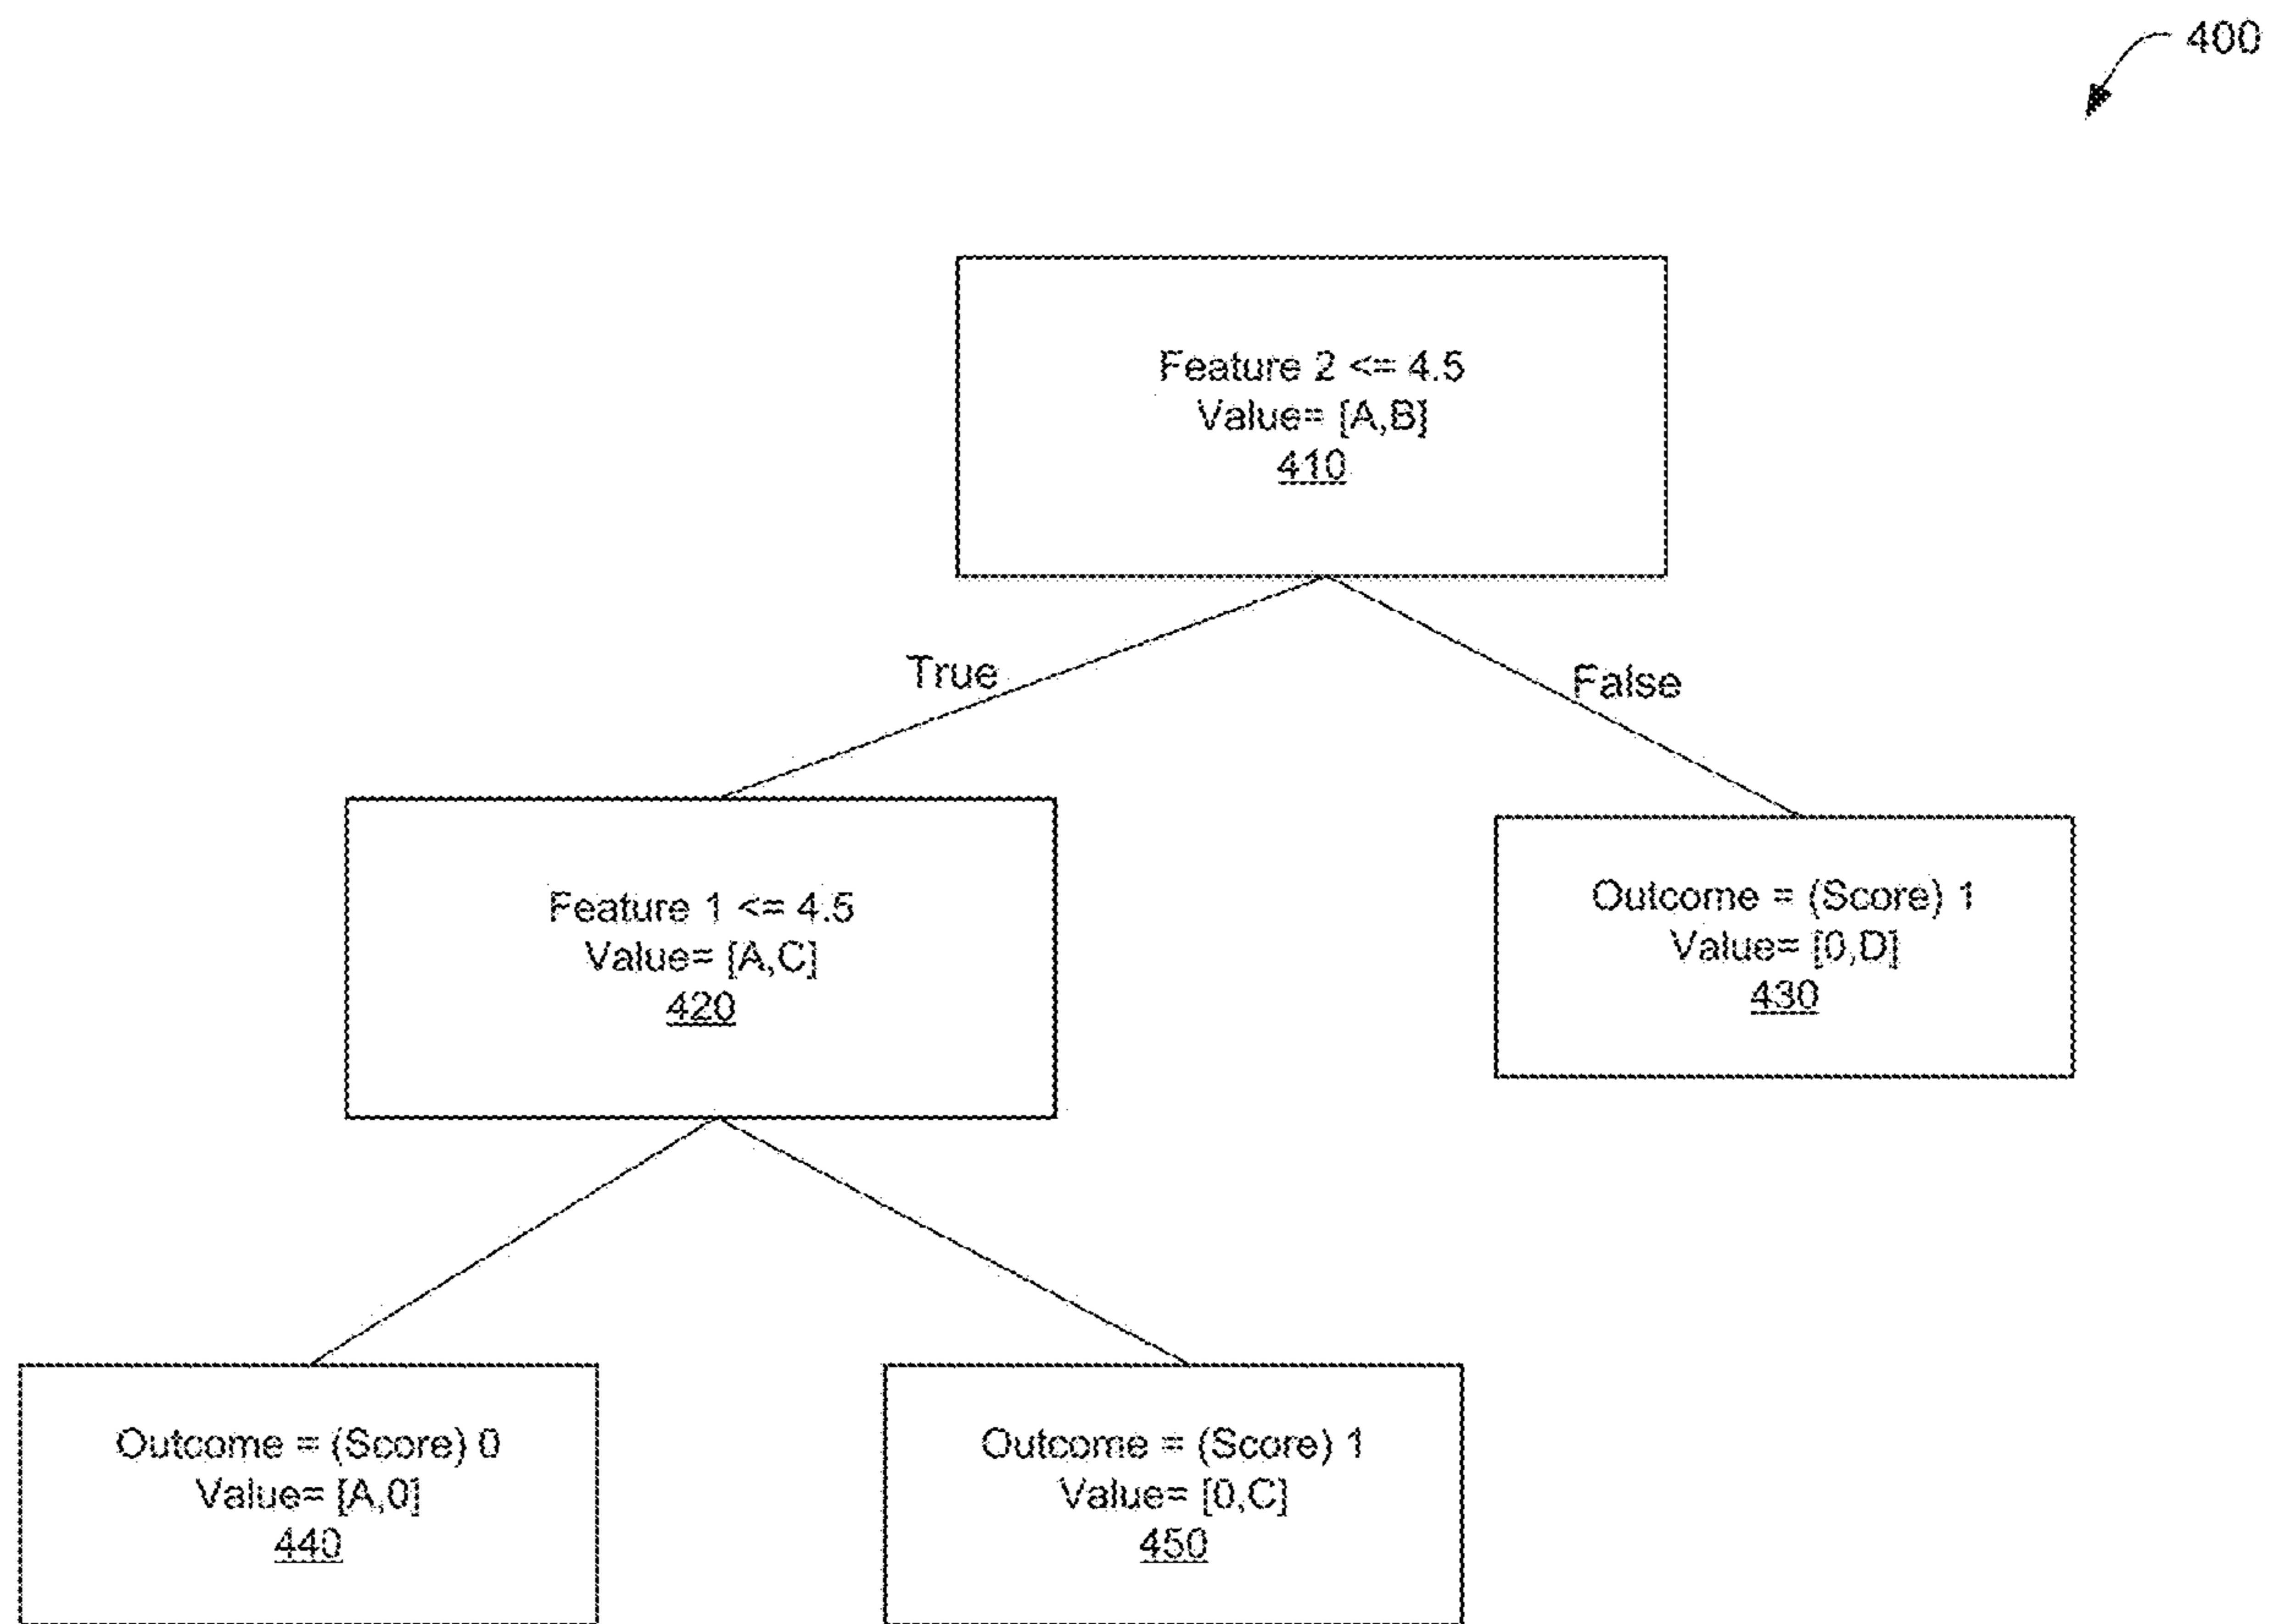 400
Feature 2 <= 4.5
Value= [A,B]
410
True
False
Feature 1 <= 4.5
Value= [A,C]
420
Outcome = (Score) 1
Value= [0,D]
430
Outcome = (Score) 0
Value= [A,0]
440
Outcome = (Score) 1
Value= [0,C]
450